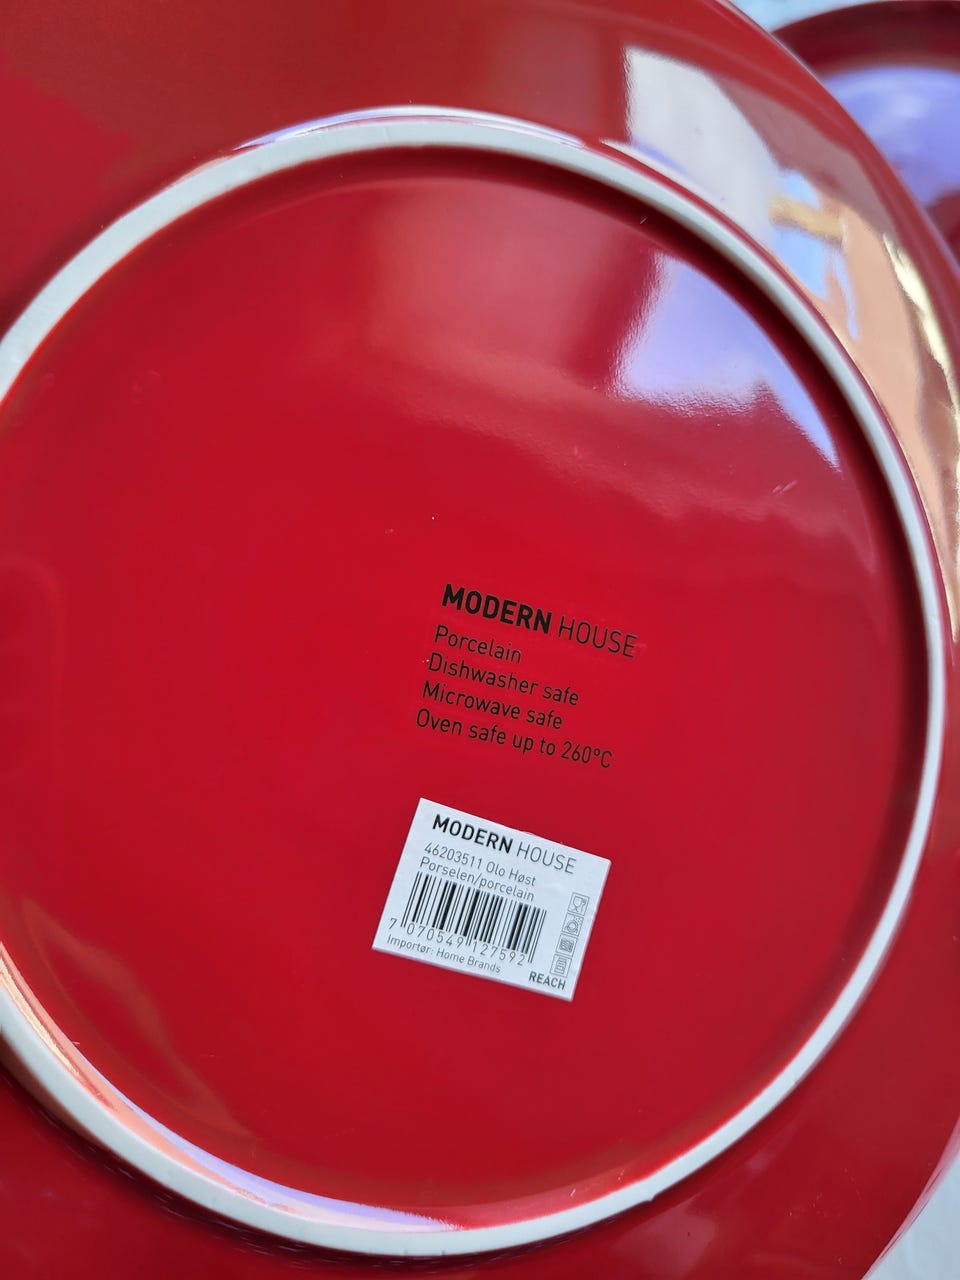 MODERN HOUSE
Porcelain
Dishwasher safe
Microwave safe
Oven safe up to 260°C
MODERN HOUSE
46203511 Olo Høst
Porselen/porcelain
7 070549 127592
Importør: Home Brands
REACH